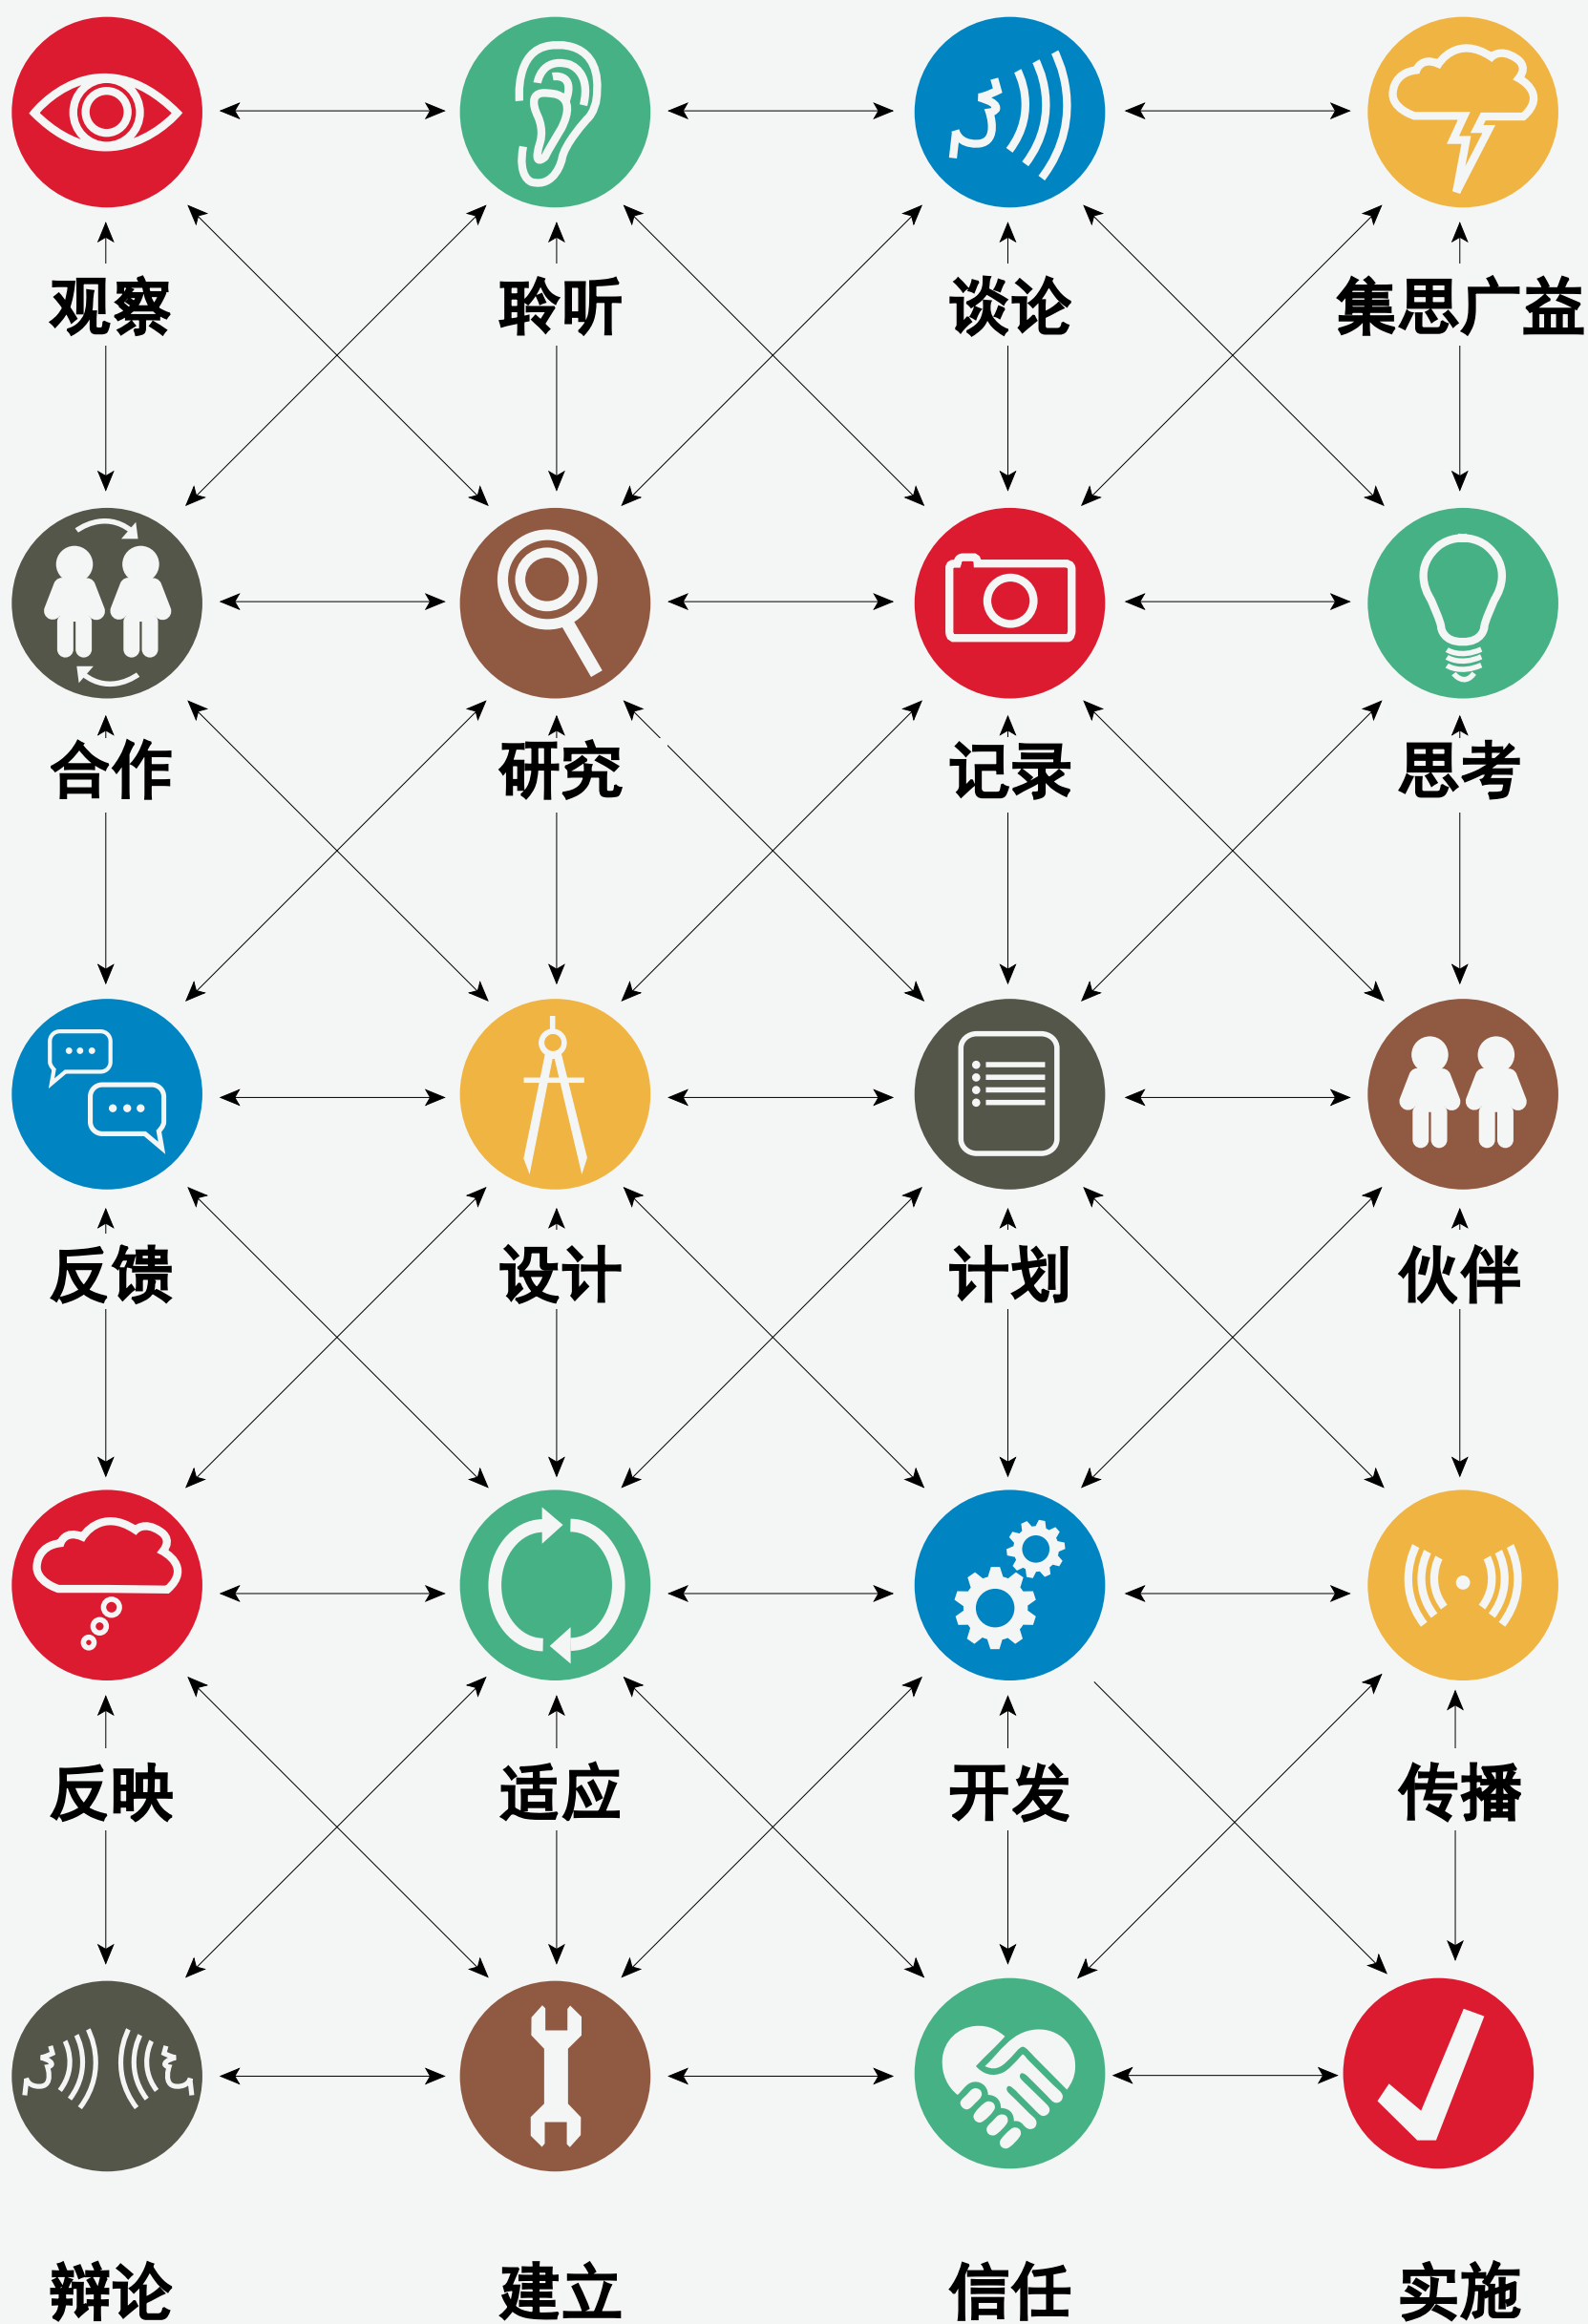 观察 聆听 谈论 集思广益
合作 研究 记录 思考
反馈 设计 计划 伙伴
反映 适应 开发 传播
辩论 建立 信任 实施